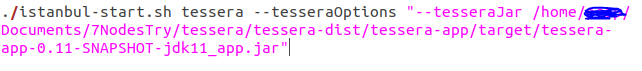 ./istanbul-start.sh tessera --tesseraOptions "--tesseraJar /home/ /
Documents/7NodesTry/tessera/tessera-dist/tessera-app/target/tessera-
app-0.11-SNAPSHOT-jdk11_app.jar"